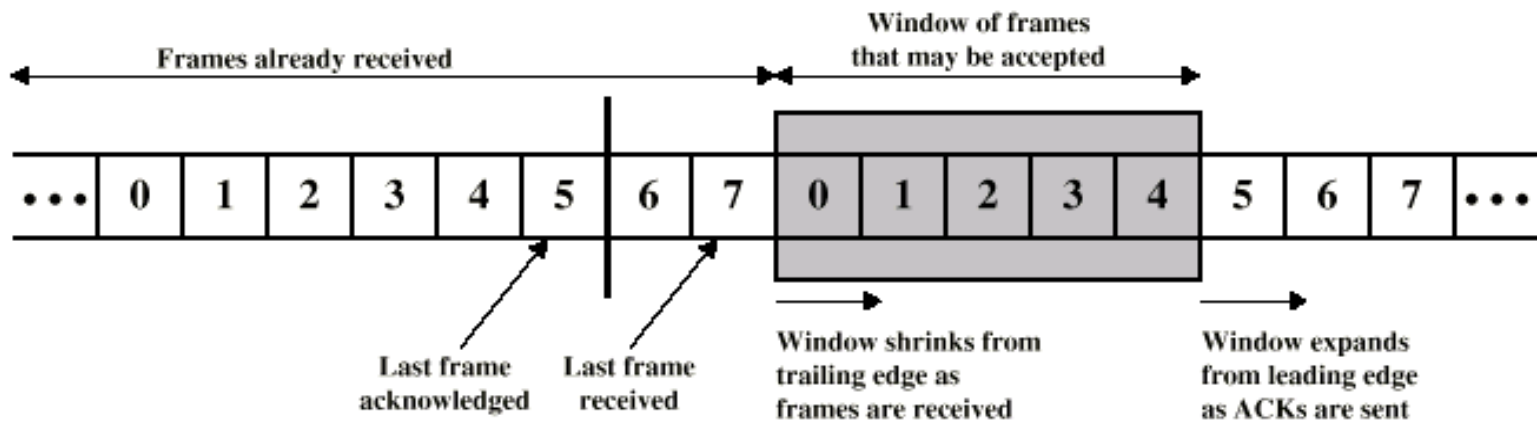 Window of frames
that may be accepted
Frames already received
••• 0 1 2 3 4 5 6 7 0 1 2 3 4 5 6 7 •••
Last frame
acknowledged
Last frame
received
Window shrinks from
trailing edge as
frames are received
Window expands
from leading edge
as ACKs are sent